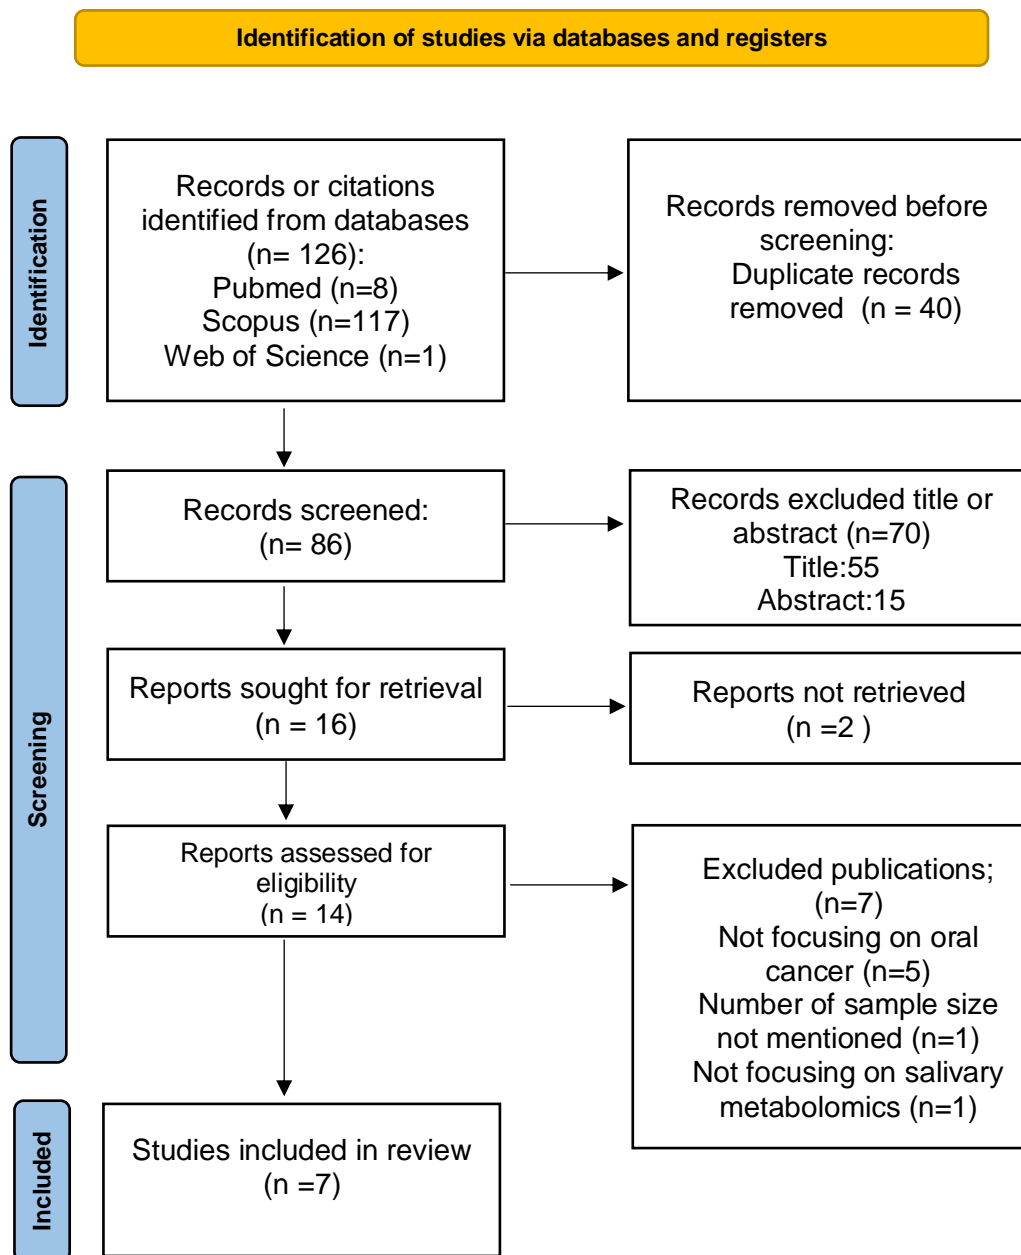 Identification of studies via databases and registers
Identification
Records or citations
identified from databases
(n= 126):
Pubmed (n=8)
Scopus (n=117)
Web of Science (n=1)
Records removed before
screening:
Duplicate records
removed  (n = 40)
Screening
Records screened:
(n= 86)
Records excluded title or
abstract (n=70)
Title:55
Abstract:15
Reports sought for retrieval
(n = 16)
Reports not retrieved
(n =2 )
Reports assessed for
eligibility
(n = 14)
Excluded publications;
(n=7)
Not focusing on oral
cancer (n=5)
Number of sample size
not mentioned (n=1)
Not focusing on salivary
metabolomics (n=1)
Included
Studies included in review
(n =7)